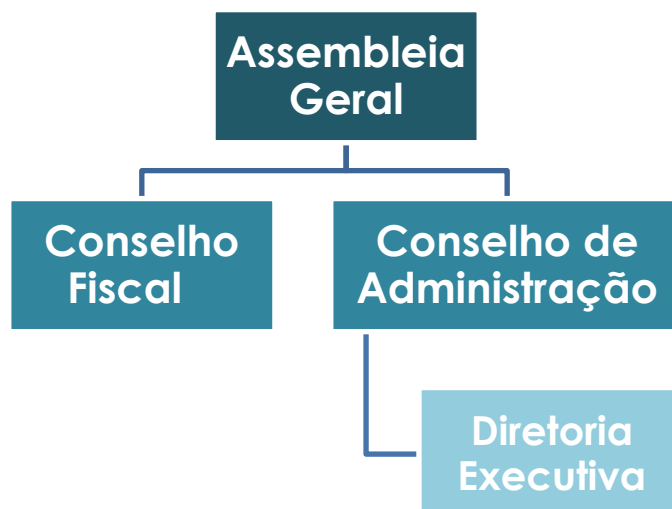 Assembleia
Geral
Conselho
Fiscal
Conselho de
Administração
Diretoria
Executiva